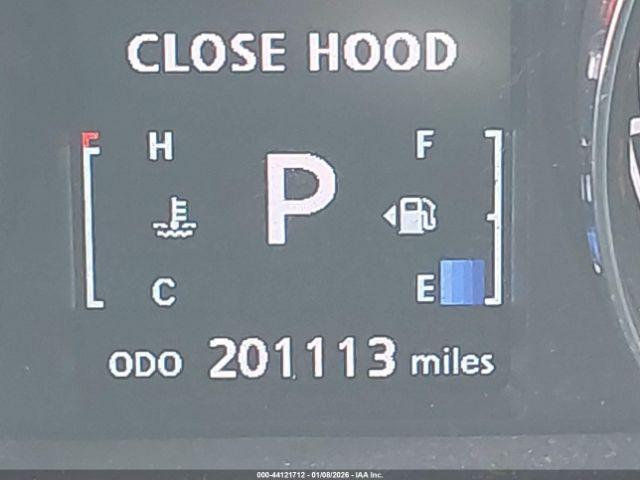 CLOSE HOOD
H P F
C E
ODO 201113 miles
000-44121712 - 01/08/2026 - IAA Inc.